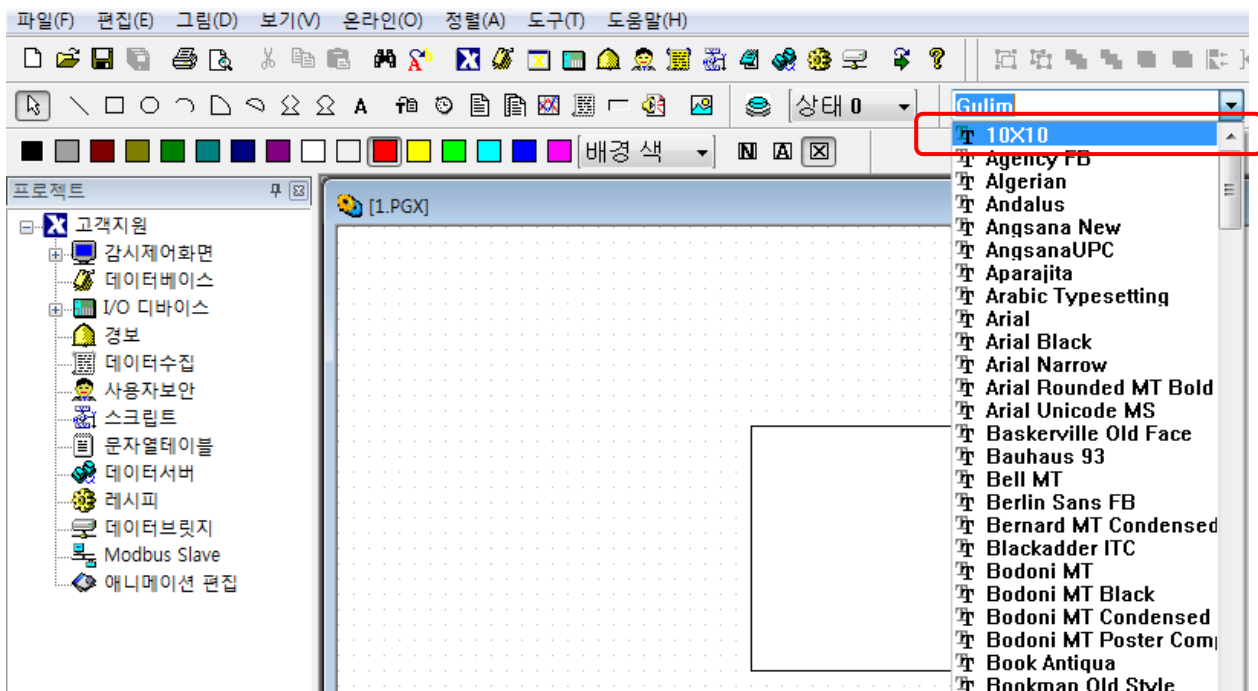 파일(F) 편집(E) 그림(D) 보기(V) 온라인(O) 정렬(A) 도구(T) 도움말(H)
A 가a 상태 0 Gulim
배경 색 N A
10X10
Agency FB
Algerian
Andalus
Angsana New
AngsanaUPC
Aparajita
Arabic Typesetting
Arial
Arial Black
Arial Narrow
Arial Rounded MT Bold
Arial Unicode MS
Baskerville Old Face
Bauhaus 93
Bell MT
Berlin Sans FB
Bernard MT Condensed
Blackadder ITC
Bodoni MT
Bodoni MT Black
Bodoni MT Condensed
Bodoni MT Poster Com
Book Antiqua
Bookman Old Style
프로젝트
고객지원
감시제어화면
데이터베이스
I/O 디바이스
경보
데이터수집
사용자보안
스크립트
문자열테이블
데이터서버
레시피
데이터브릿지
Modbus Slave
애니메이션 편집
[1.PGX]